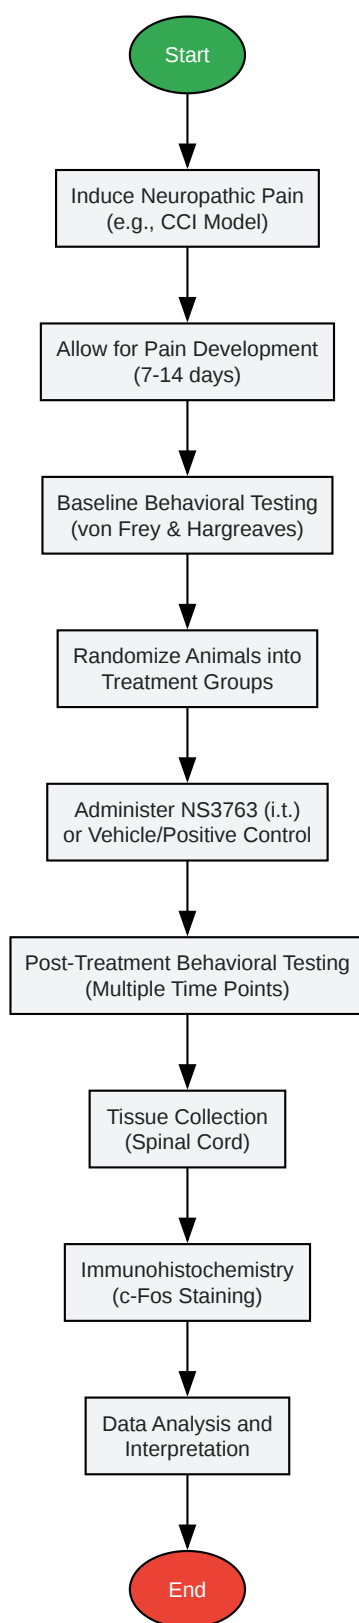 Start
Induce Neuropathic Pain
(e.g., CCI Model)
Allow for Pain Development
(7-14 days)
Baseline Behavioral Testing
(von Frey & Hargreaves)
Randomize Animals into
Treatment Groups
Administer NS3763 (i.t.)
or Vehicle/Positive Control
Post-Treatment Behavioral Testing
(Multiple Time Points)
Tissue Collection
(Spinal Cord)
Immunohistochemistry
(c-Fos Staining)
Data Analysis and
Interpretation
End